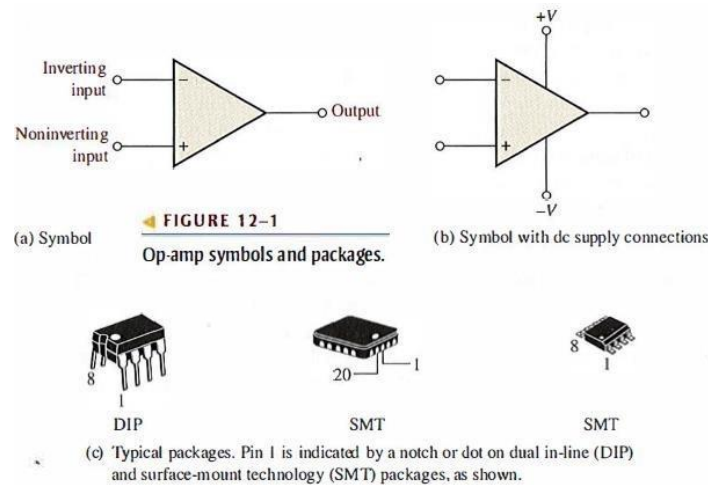 Inverting
input
−
Noninverting
input
+
Output
+V
−
+
−V
(a) Symbol
◄ FIGURE 12–1
Op-amp symbols and packages.
(b) Symbol with dc supply connections
8
1
DIP
20
1
SMT
8
1
SMT
(c) Typical packages. Pin 1 is indicated by a notch or dot on dual in-line (DIP)
and surface-mount technology (SMT) packages, as shown.